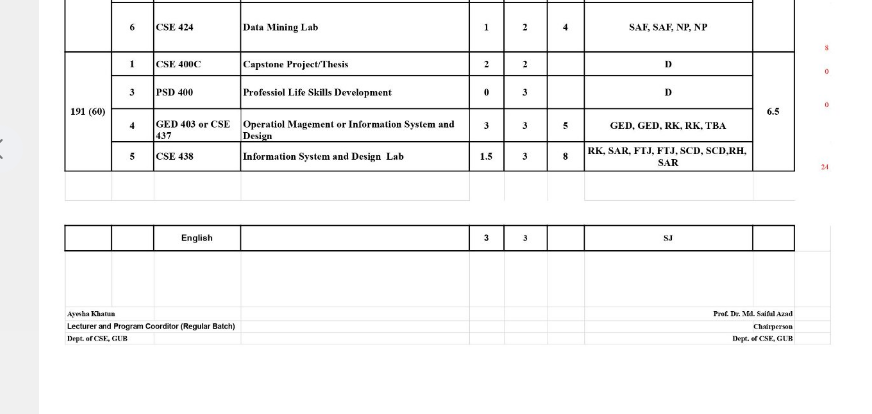 6 CSE 424 Data Mining Lab 1 2 4 SAF, SAF, NP, NP
8
1 CSE 400C Capstone Project/Thesis 2 2 D
0
3 PSD 400 Professiol Life Skills Development 0 3 D
0
191 (60) 6.5
4 GED 403 or CSE 437 Operatiol Magement or Information System and Design 3 3 5 GED, GED, RK, RK, TBA
5 CSE 438 Information System and Design Lab 1.5 3 8 RK, SAR, FTJ, FTJ, SCD, SCD,RH, SAR
24
English 3 3 SJ
Ayesha Khatun Prof. Dr. Md. Saiful Azad
Lecturer and Program Coorditor (Regular Batch) Chairperson
Dept. of CSE, GUB Dept. of CSE, GUB